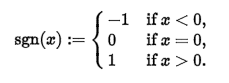 −1 if x < 0,
sgn(x) := { 0 if x = 0,
1 if x > 0.